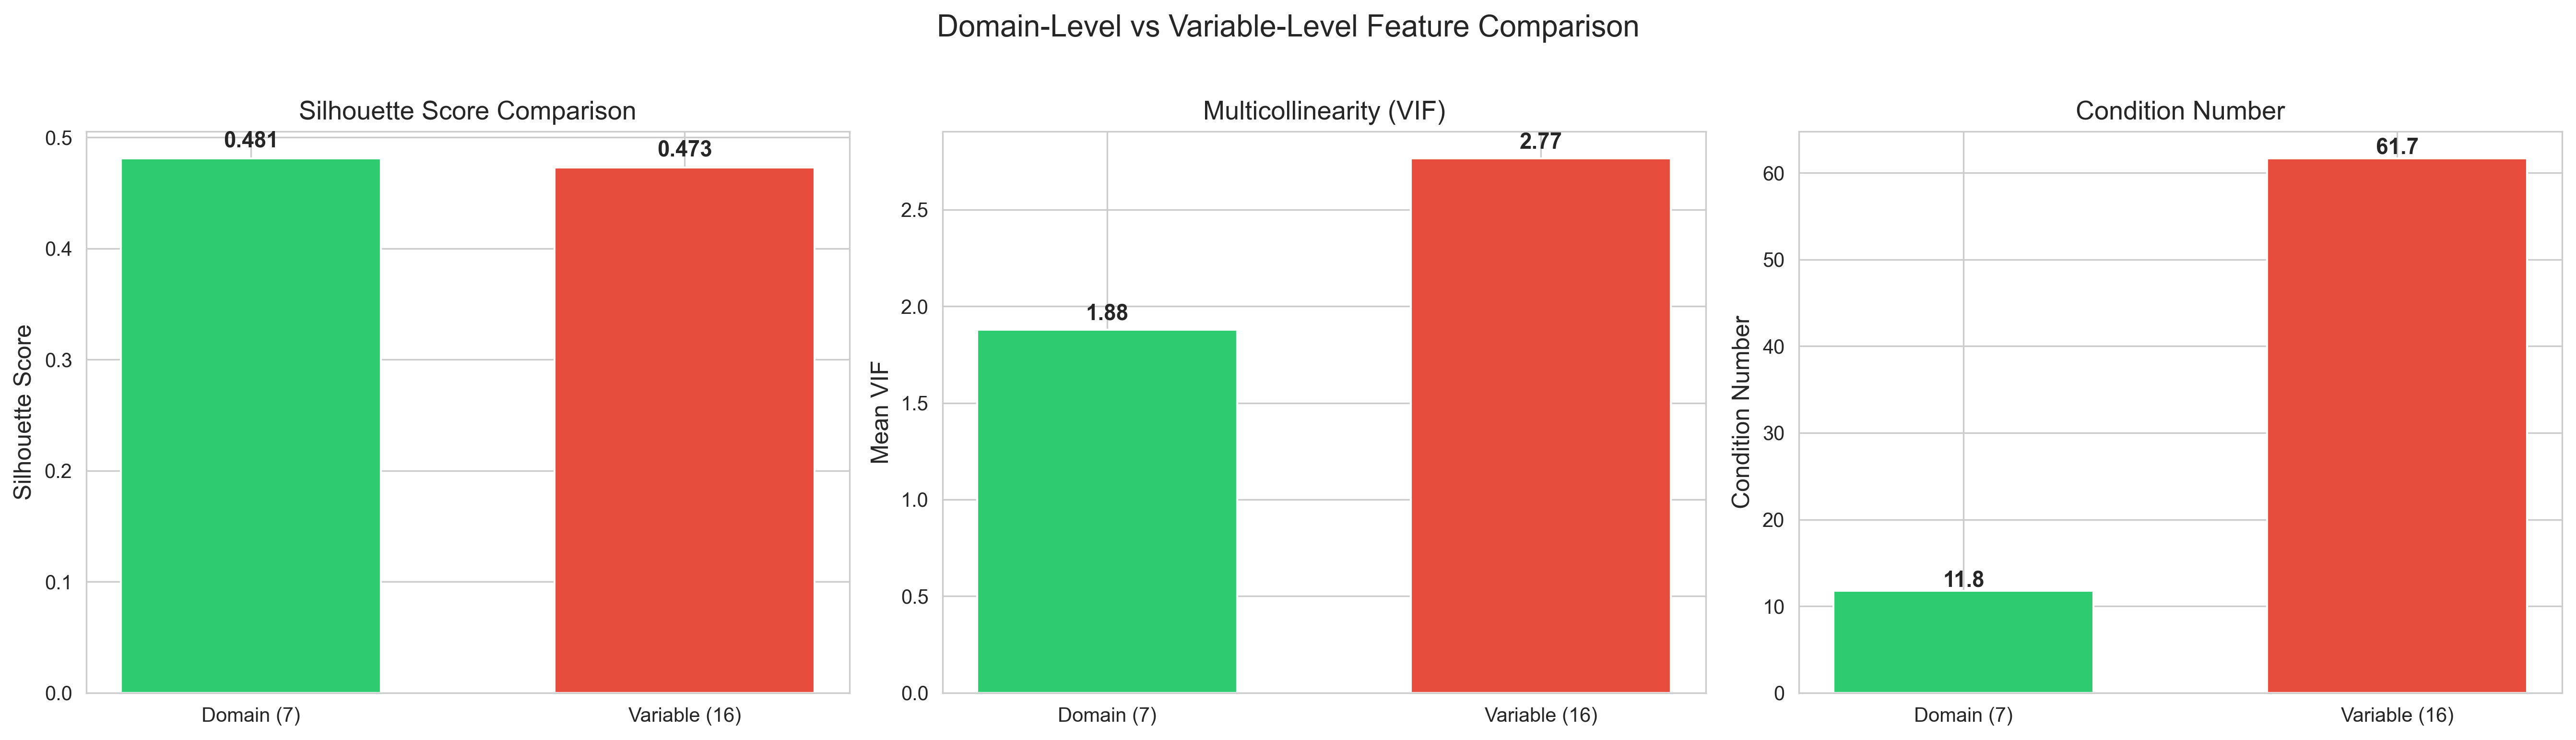 Domain-Level vs Variable-Level Feature Comparison
Silhouette Score Comparison
Silhouette Score
0.5
0.4
0.3
0.2
0.1
0.0
0.481
0.473
Domain (7)
Variable (16)
Multicollinearity (VIF)
Mean VIF
2.5
2.0
1.5
1.0
0.5
0.0
1.88
2.77
Domain (7)
Variable (16)
Condition Number
Condition Number
60
50
40
30
20
10
0
11.8
61.7
Domain (7)
Variable (16)